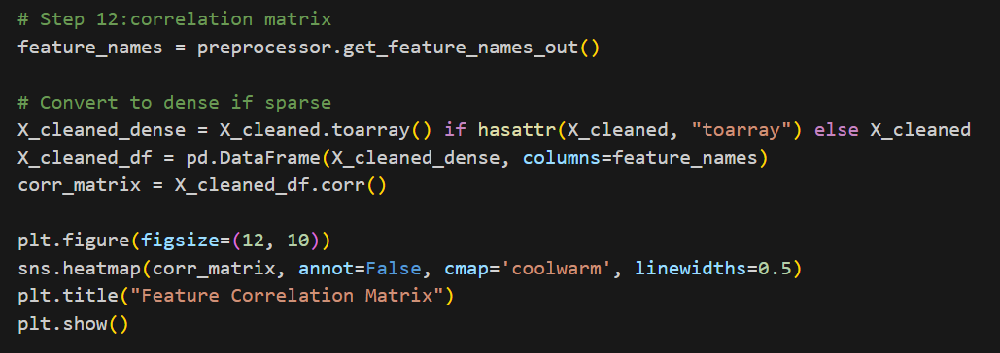 # Step 12:correlation matrix
feature_names = preprocessor.get_feature_names_out()
# Convert to dense if sparse
X_cleaned_dense = X_cleaned.toarray() if hasattr(X_cleaned, "toarray") else X_cleaned
X_cleaned_df = pd.DataFrame(X_cleaned_dense, columns=feature_names)
corr_matrix = X_cleaned_df.corr()
plt.figure(figsize=(12, 10))
sns.heatmap(corr_matrix, annot=False, cmap='coolwarm', linewidths=0.5)
plt.title("Feature Correlation Matrix")
plt.show()